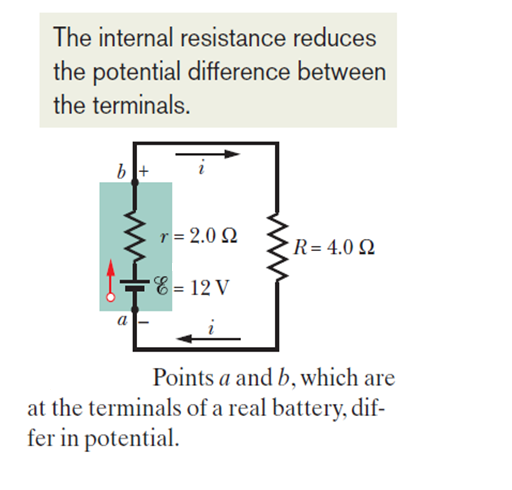 The internal resistance reduces
the potential difference between
the terminals.
b + i
r = 2.0 Ω
R = 4.0 Ω
ℰ = 12 V
a – i
Points a and b, which are
at the terminals of a real battery, dif-
fer in potential.